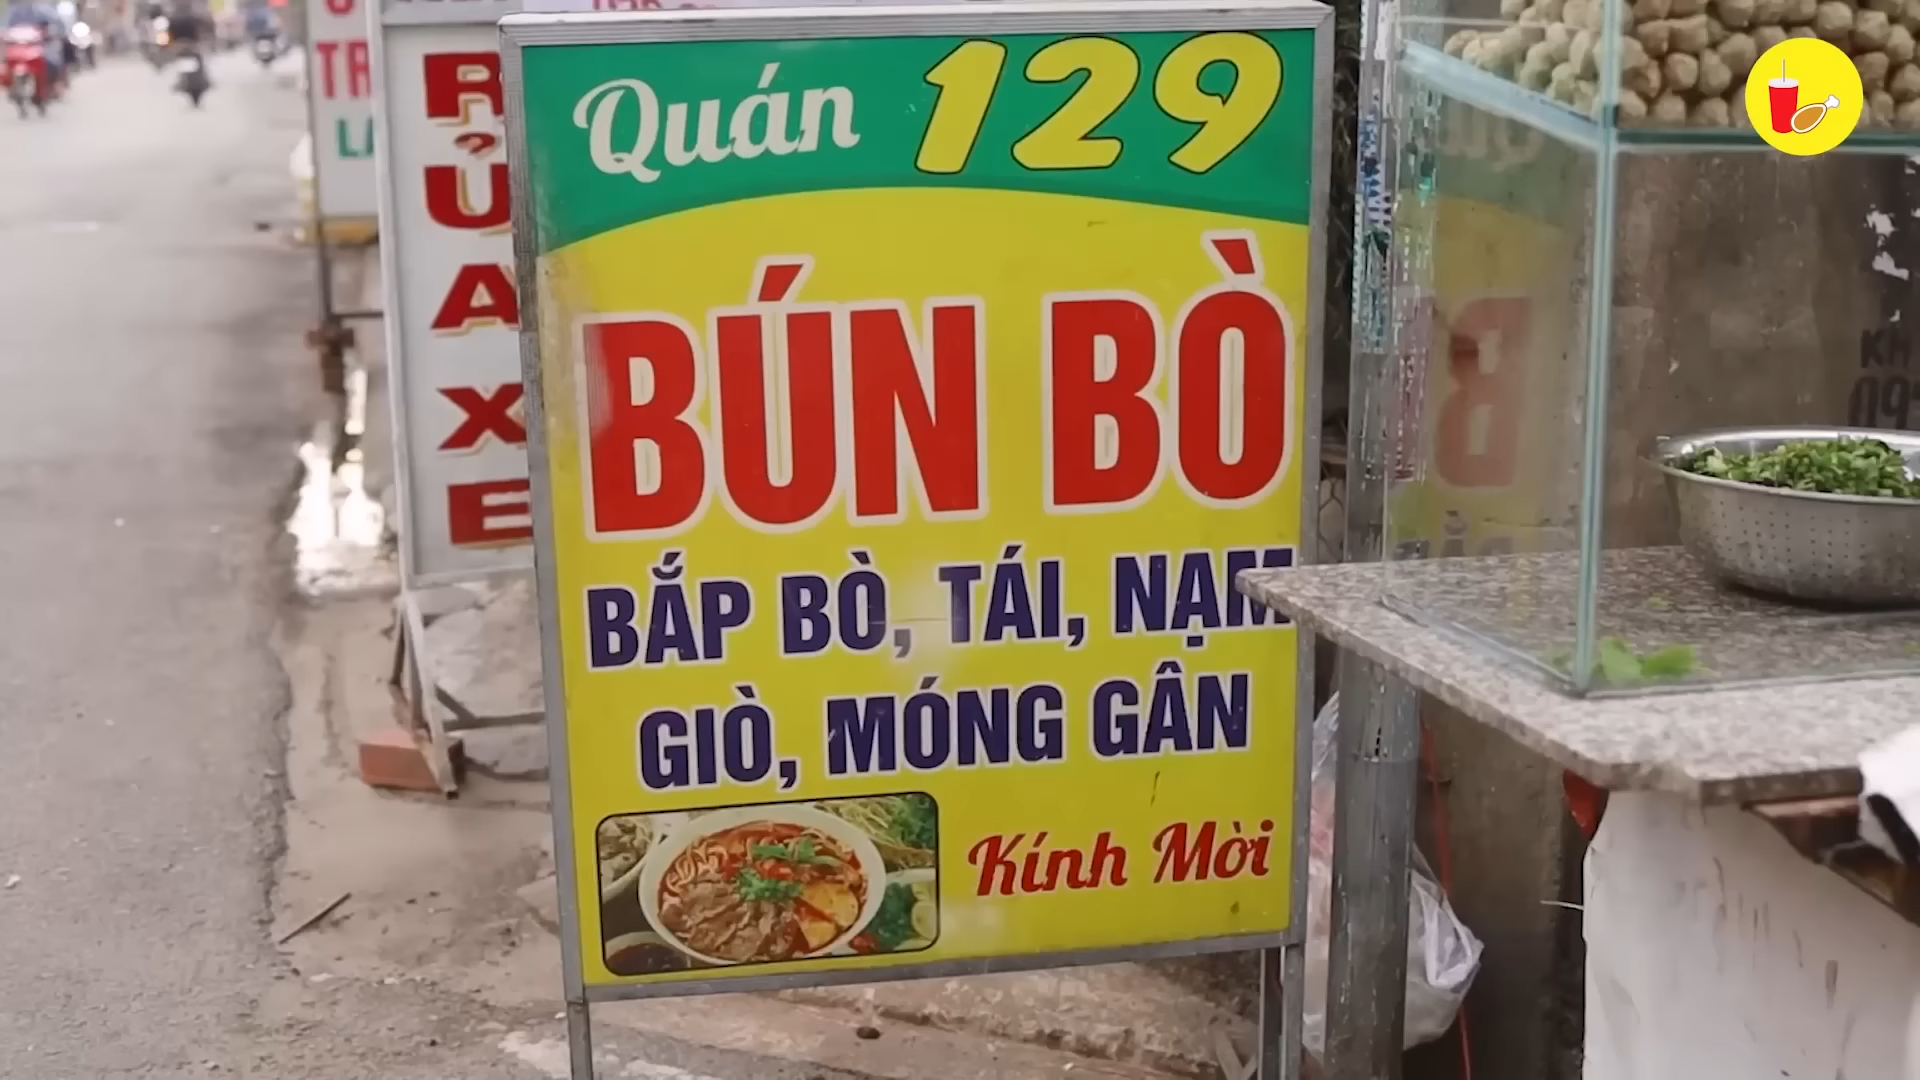 Quán 129
BÚN BÒ
BẮP BÒ, TÁI, NẠM
GIÒ, MÓNG GÂN
Kính Mời
RỬA XE